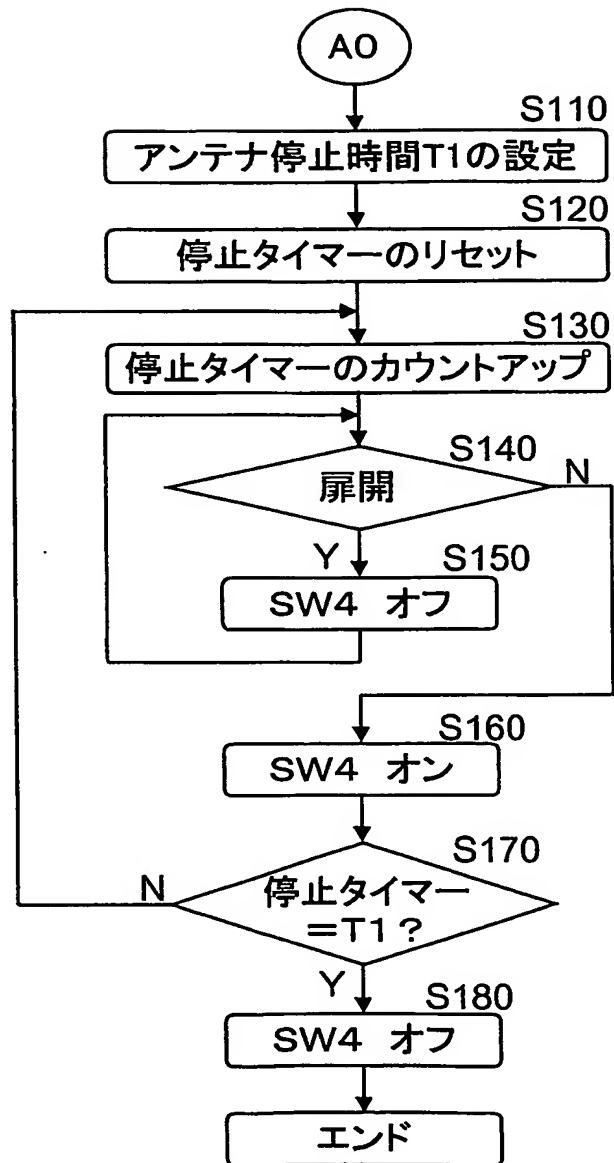 A0
S110
アンテナ停止時間T1の設定
S120
停止タイマーのリセット
S130
停止タイマーのカウントアップ
S140
扉開
N
Y
S150
SW4 オフ
S160
SW4 オン
S170
停止タイマー
=T1?
N
Y
S180
SW4 オフ
エンド